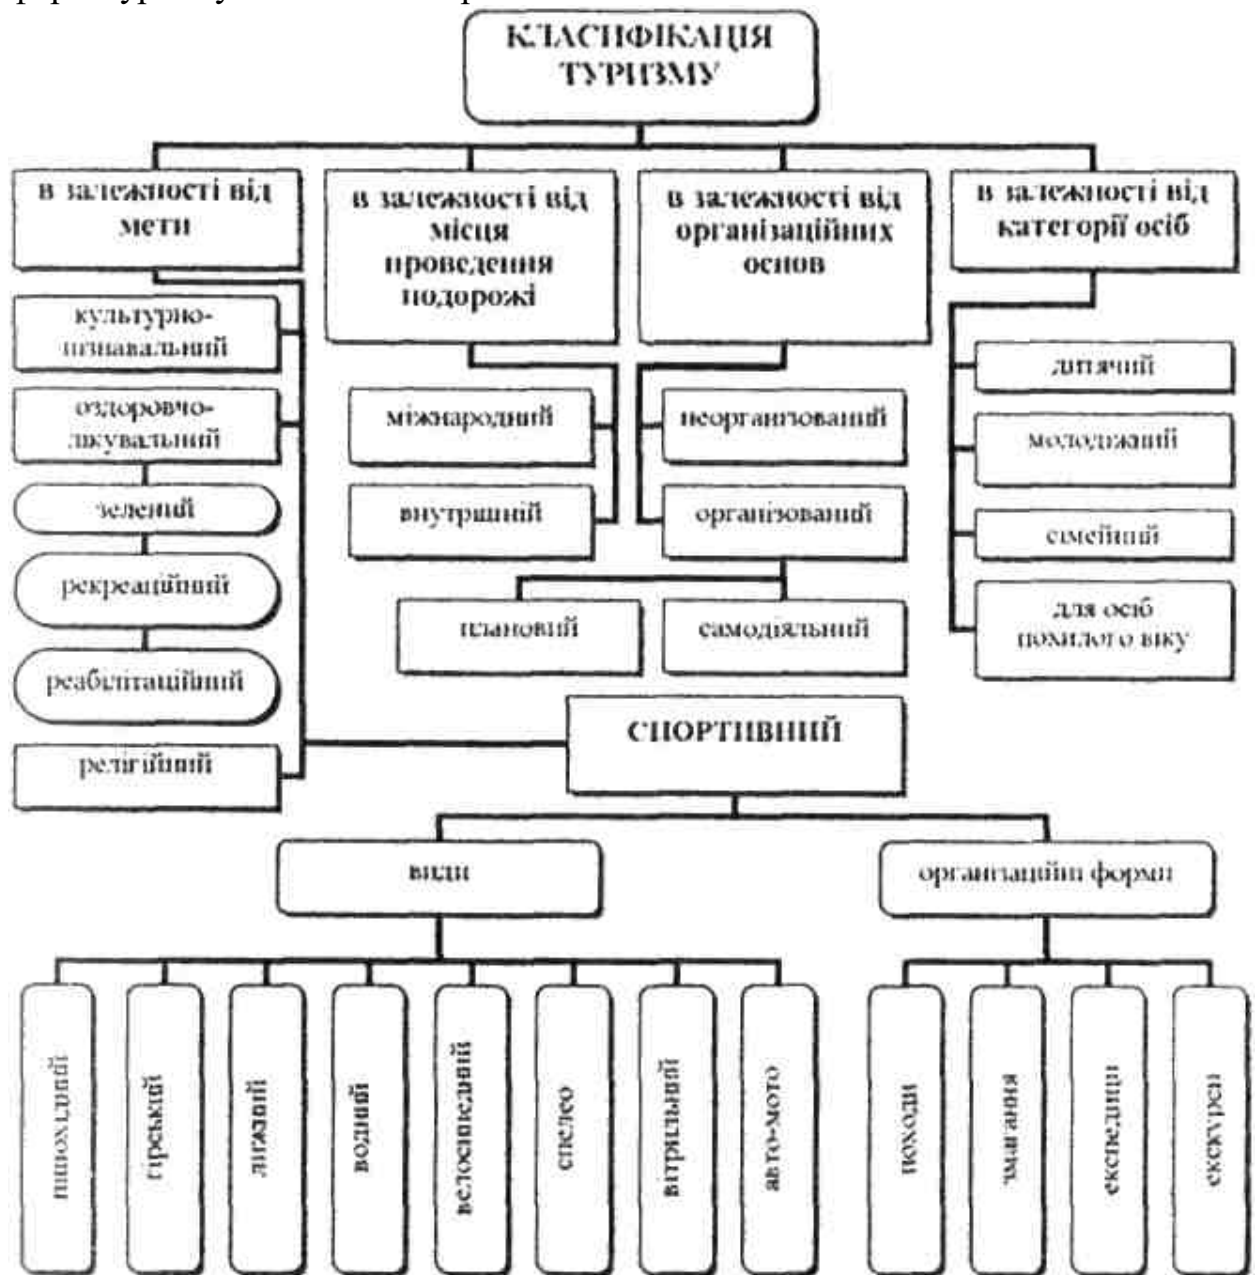 КЛАСИФІКАЦІЯ
ТУРИЗМУ
в залежності від
мети
в залежності від
місця
проведення
подорожі
в залежності від
організаційних
основ
в залежності від
категорії осіб
культурно-
пізнавальний
оздоровчо-
лікувальний
зелений
рекреаційний
реабілітаційний
релігійний
міжнародний
внутрішній
неорганізований
організований
плановий
самодіяльний
дитячий
молодіжний
сімейний
для осіб
похилого віку
СПОРТИВНИЙ
види
організаційні форми
пішохідний
гірський
лижний
водний
велосипедний
спелео
вітрильний
авто-мото
походи
змагання
експедиції
екскурсії